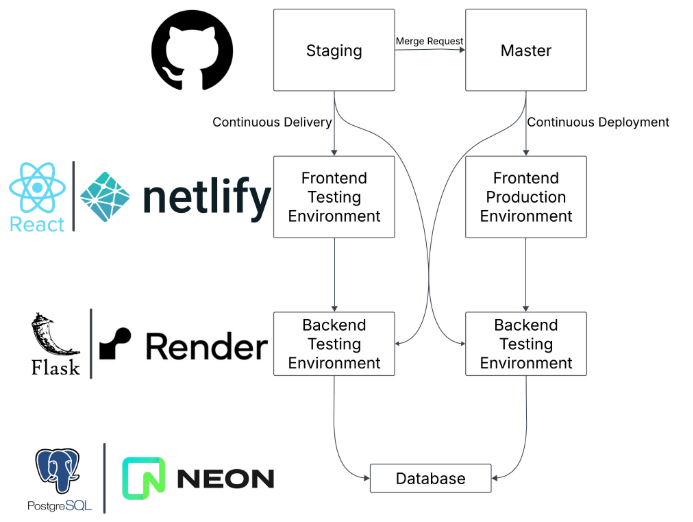 Staging
Merge Request
Master
Continuous Delivery
Continuous Deployment
React
netlify
Frontend
Testing
Environment
Frontend
Production
Environment
Flask
Render
Backend
Testing
Environment
Backend
Testing
Environment
PostgreSQL
NEON
Database